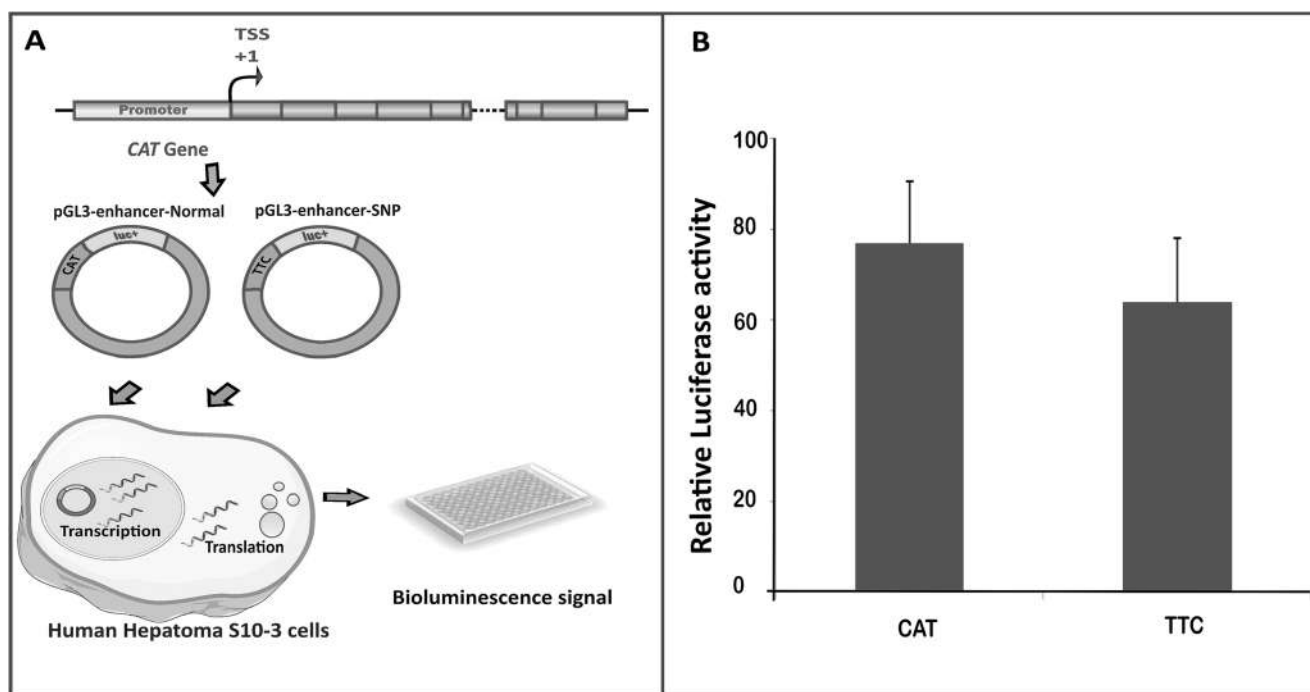 A
TSS
+1
Promoter
CAT Gene
pGL3-enhancer-Normal
pGL3-enhancer-SNP
luc+
luc+
CAT
TTC
Transcription
Translation
Bioluminescence signal
Human Hepatoma S10-3 cells
B
Relative Luciferase activity
100
80
60
40
20
0
CAT
TTC